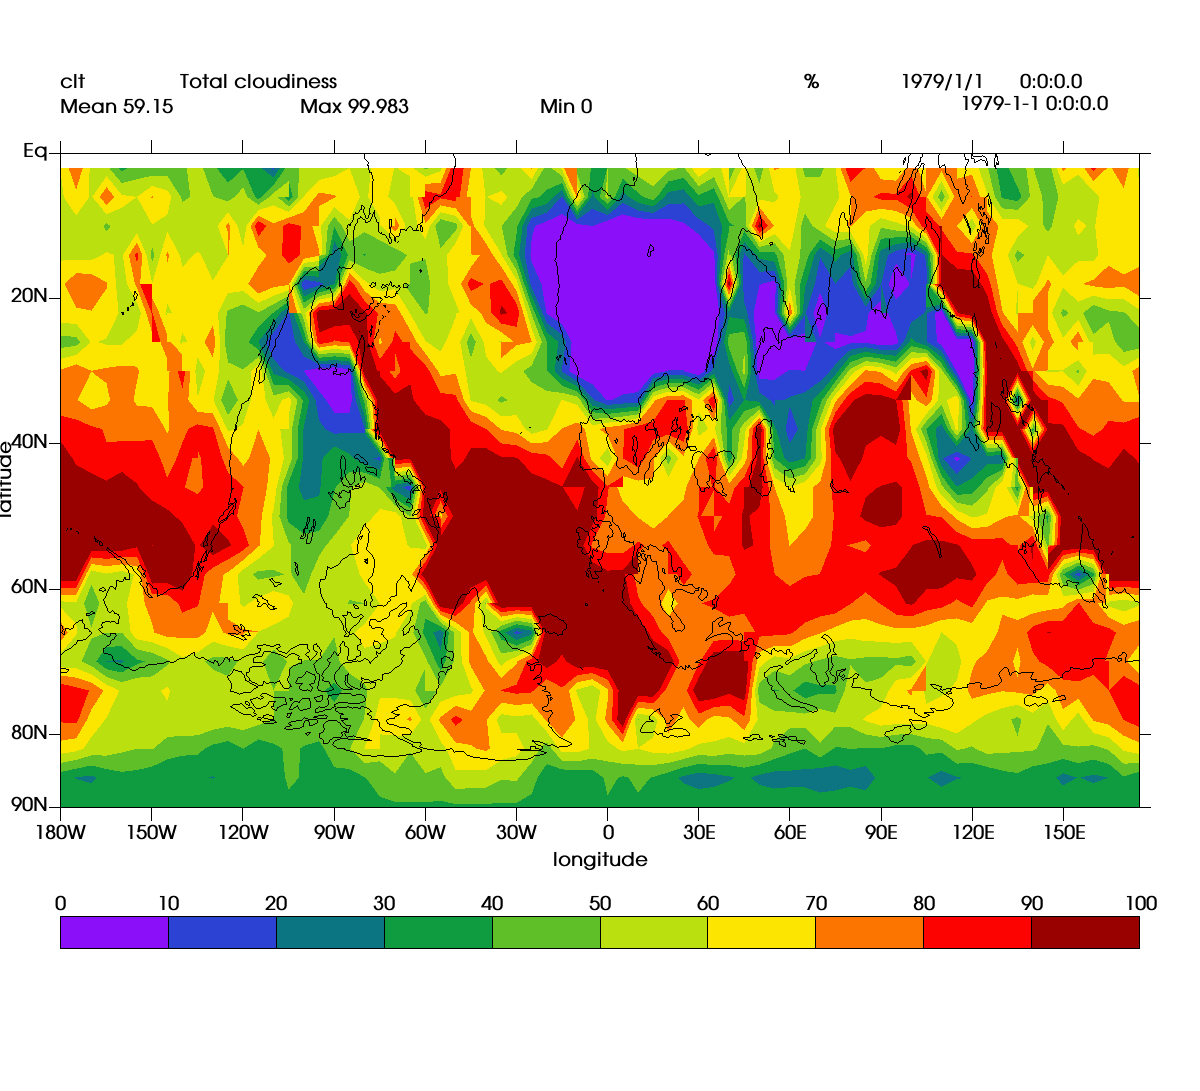 clt Total cloudiness % 1979/1/1 0:0:0.0
Mean 59.15 Max 99.983 Min 0 1979-1-1 0:0:0.0
Eq
20N
40N
latitude
60N
80N
90N
180W 150W 120W 90W 60W 30W 0 30E 60E 90E 120E 150E
longitude
0 10 20 30 40 50 60 70 80 90 100